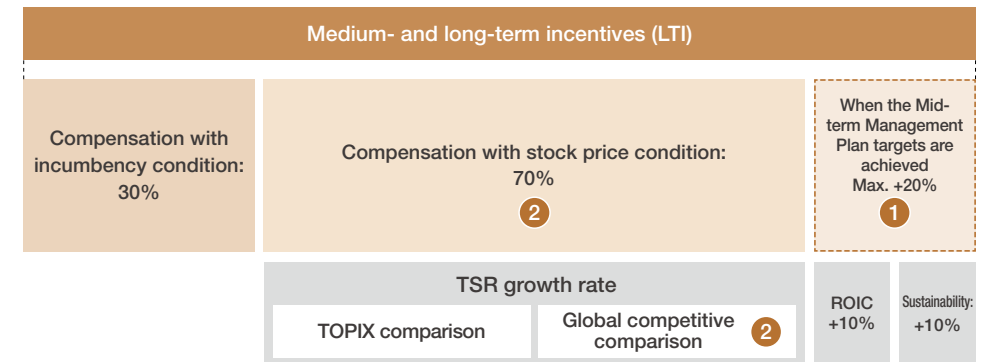 Medium- and long-term incentives (LTI)
Compensation with
incumbency condition:
30%
Compensation with stock price condition:
70%
2
When the Mid-
term Management
Plan targets are
achieved
Max. +20%
1
TSR growth rate
TOPIX comparison
Global competitive
comparison
2
ROIC
+10%
Sustainability:
+10%